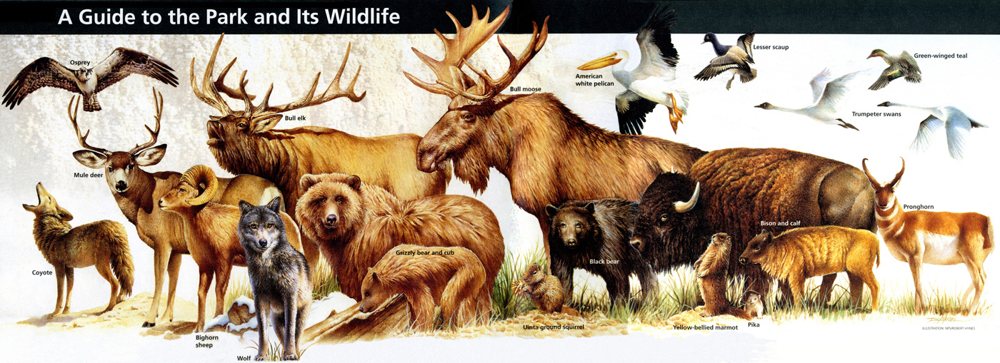 A Guide to the Park and Its Wildlife
Osprey
Lesser scaup
Green-winged teal
American
white pelican
Bull moose
Bull elk
Trumpeter swans
Mule deer
Pronghorn
Bison and calf
Grizzly bear and cub
Black bear
Coyote
Uinta ground squirrel
Yellow-bellied marmot
Pika
Bighorn
sheep
Wolf
ILLUSTRATION: NPS/ROBERT HYNES